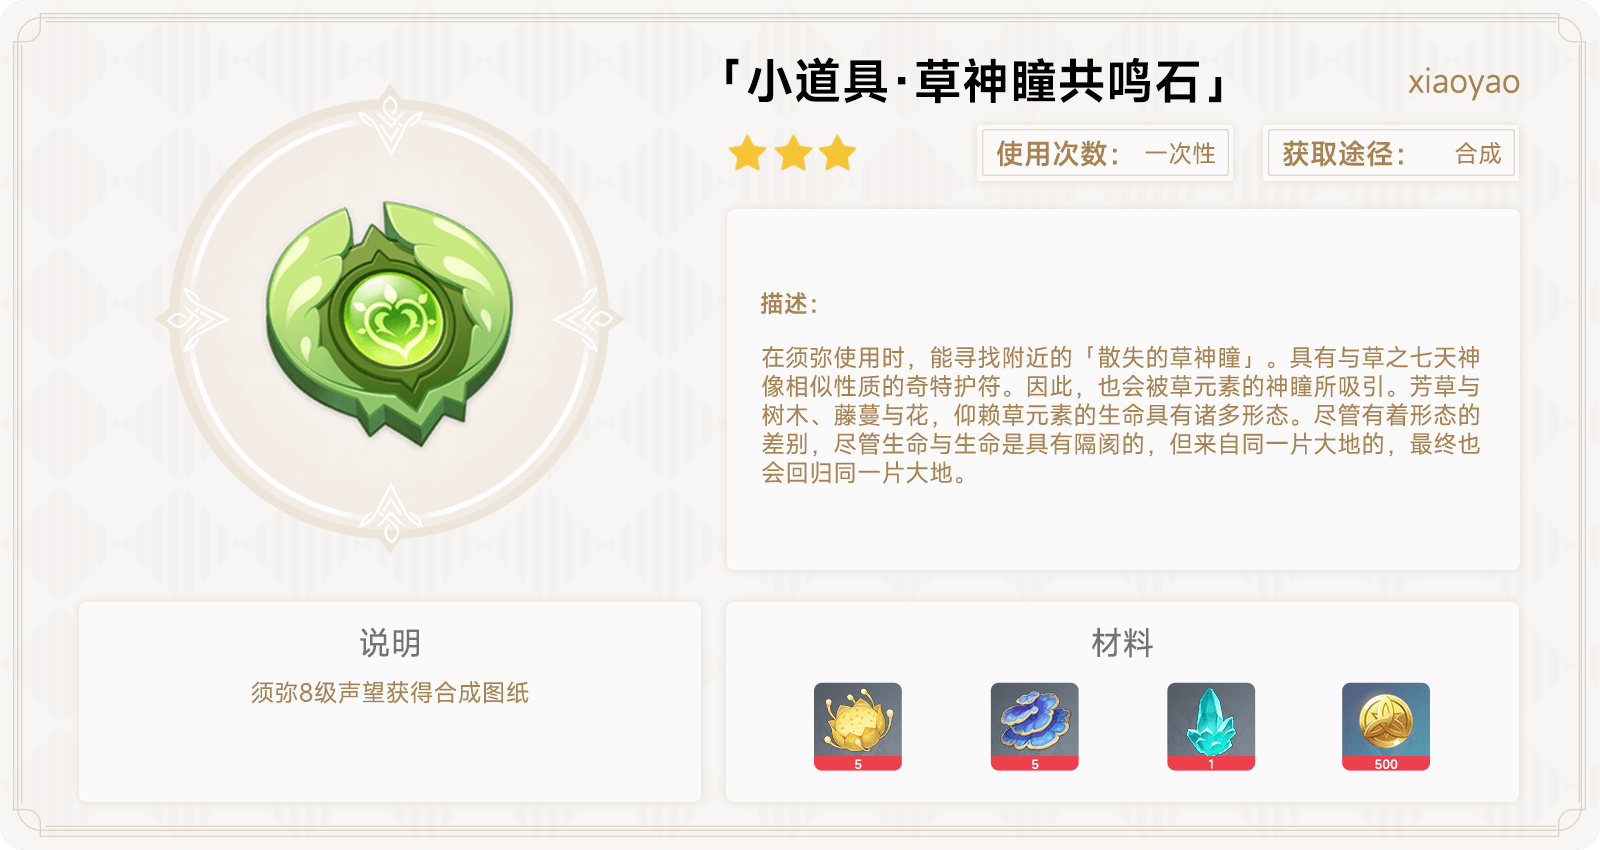 「小道具·草神瞳共鸣石」
xiaoyao
使用次数： 一次性
获取途径： 合成
描述：
在须弥使用时，能寻找附近的「散失的草神瞳」。具有与草之七天神
像相似性质的奇特护符。因此，也会被草元素的神瞳所吸引。芳草与
树木、藤蔓与花，仰赖草元素的生命具有诸多形态。尽管有着形态的
差别，尽管生命与生命是具有隔阂的，但来自同一片大地的，最终也
会回归同一片大地。
说明
须弥8级声望获得合成图纸
材料
5
5
1
500